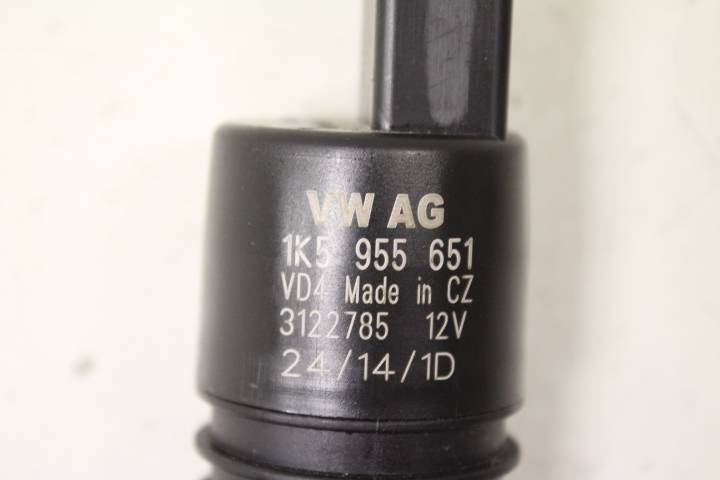 VW AG
1K5 955 651
VD4 Made in CZ
3122785 12V
24/14/1D